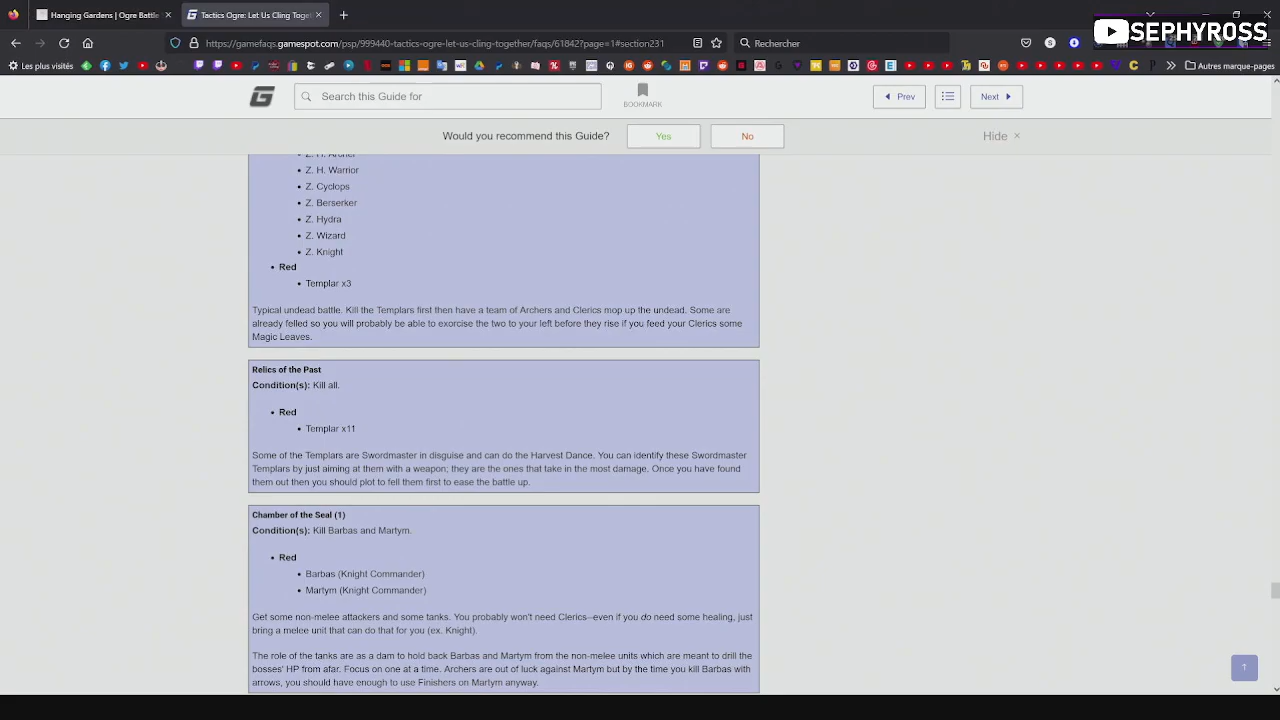 Hanging Gardens | Ogre Battle
Tactics Ogre: Let Us Cling Toget
SEPHYROSS
https://gamefaqs.gamespot.com/psp/999440-tactics-ogre-let-us-cling-together/faqs/61842?page=1#section231
Rechercher
Les plus visités
Autres marque-pages
Search this Guide for
BOOKMARK
Prev
Next
Would you recommend this Guide?
Yes
No
Hide ×
• Z. H. Archer
• Z. H. Warrior
• Z. Cyclops
• Z. Berserker
• Z. Hydra
• Z. Wizard
• Z. Knight
• Red
• Templar x3
Typical undead battle. Kill the Templars first then have a team of Archers and Clerics mop up the undead. Some are
already felled so you will probably be able to exorcise the two to your left before they rise if you feed your Clerics some
Magic Leaves.
Relics of the Past
Condition(s): Kill all.
• Red
• Templar x11
Some of the Templars are Swordmaster in disguise and can do the Harvest Dance. You can identify these Swordmaster
Templars by just aiming at them with a weapon; they are the ones that take in the most damage. Once you have found
them out then you should plot to fell them first to ease the battle up.
Chamber of the Seal (1)
Condition(s): Kill Barbas and Martym.
• Red
• Barbas (Knight Commander)
• Martym (Knight Commander)
Get some non-melee attackers and some tanks. You probably won't need Clerics--even if you do need some healing, just
bring a melee unit that can do that for you (ex. Knight).
The role of the tanks are as a dam to hold back Barbas and Martym from the non-melee units which are meant to drill the
bosses' HP from afar. Focus on one at a time. Archers are out of luck against Martym but by the time you kill Barbas with
arrows, you should have enough to use Finishers on Martym anyway.